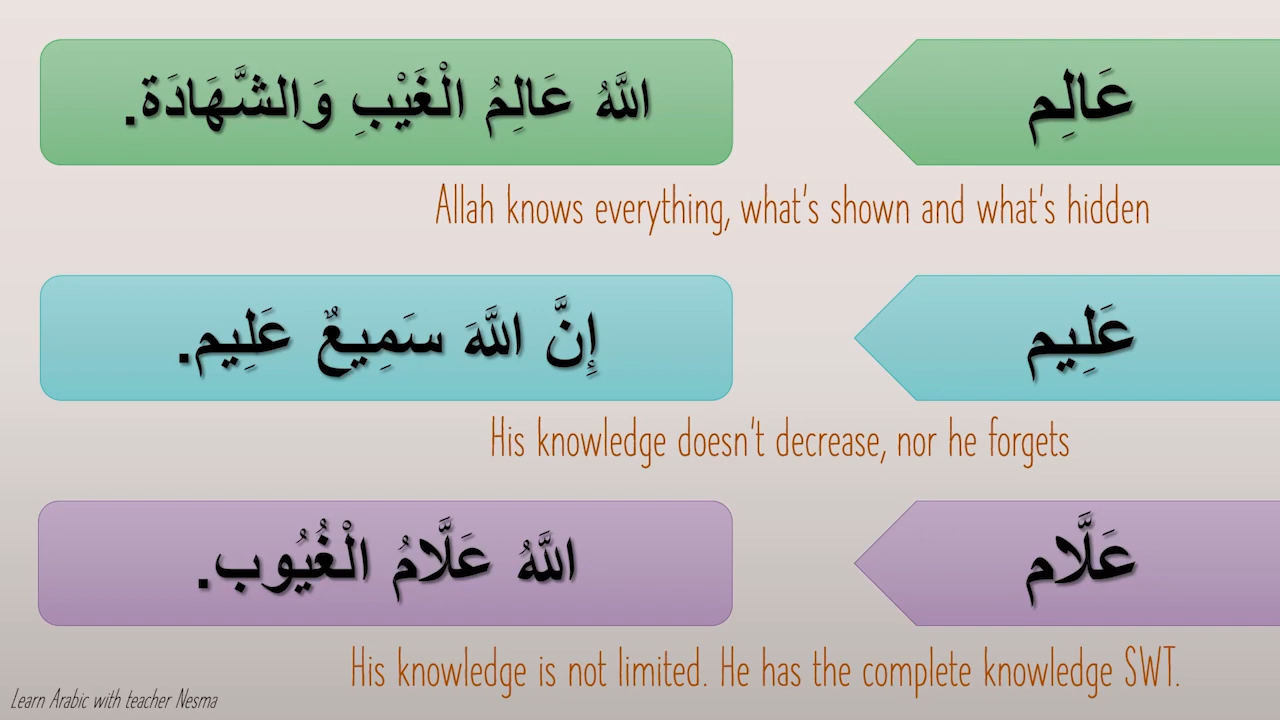 عَالِم
اللَّهُ عَالِمُ الْغَيْبِ وَالشَّهَادَة.
Allah knows everything, what's shown and what's hidden
عَلِيم
إِنَّ اللَّهَ سَمِيعٌ عَلِيم.
His knowledge doesn't decrease, nor he forgets
عَلَّام
اللَّهُ عَلَّامُ الْغُيُوب.
His knowledge is not limited. He has the complete knowledge SWT.
Learn Arabic with teacher Nesma